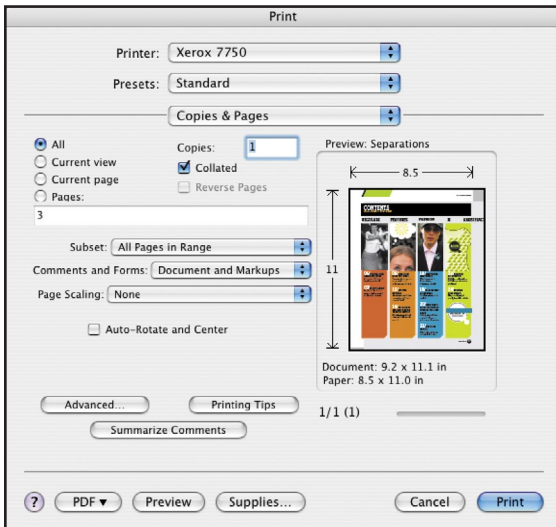 Print
Printer: Xerox 7750
Presets: Standard
Copies & Pages
All
Current view
Current page
Pages:
3
Copies: 1
Collated
Reverse Pages
Subset: All Pages in Range
Comments and Forms: Document and Markups
Page Scaling: None
Auto-Rotate and Center
Advanced...
Printing Tips
Summarize Comments
Preview: Separations
8.5
11
CONTENTS
Document: 9.2 x 11.1 in
Paper: 8.5 x 11.0 in
1/1 (1)
? PDF ▼ Preview Supplies... Cancel Print